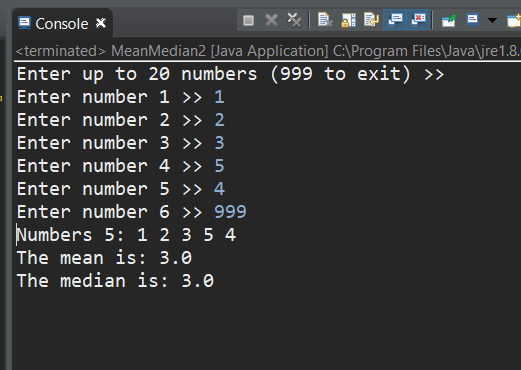 Console
<terminated> MeanMedian2 [Java Application] C:\Program Files\Java\jre1.8.
Enter up to 20 numbers (999 to exit) >>
Enter number 1 >> 1
Enter number 2 >> 2
Enter number 3 >> 3
Enter number 4 >> 5
Enter number 5 >> 4
Enter number 6 >> 999
Numbers 5: 1 2 3 5 4
The mean is: 3.0
The median is: 3.0